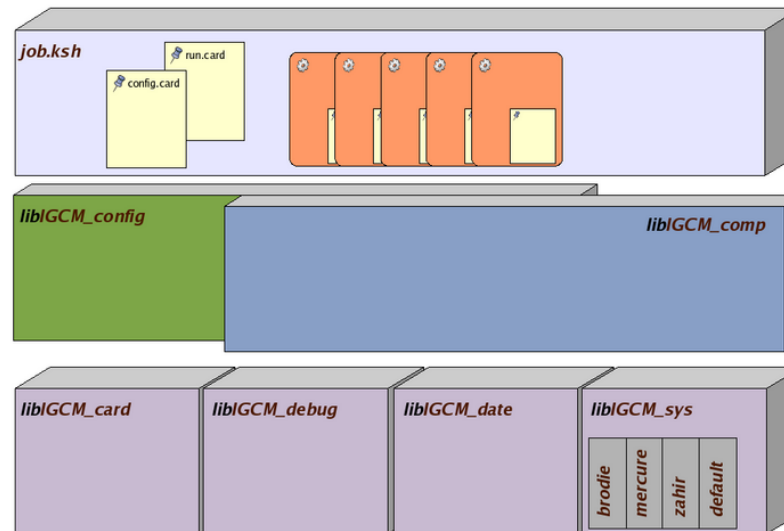 job.ksh
run.card
config.card
libIGCM_config
libIGCM_comp
libIGCM_card
libIGCM_debug
libIGCM_date
libIGCM_sys
brodie
mercure
zahir
default